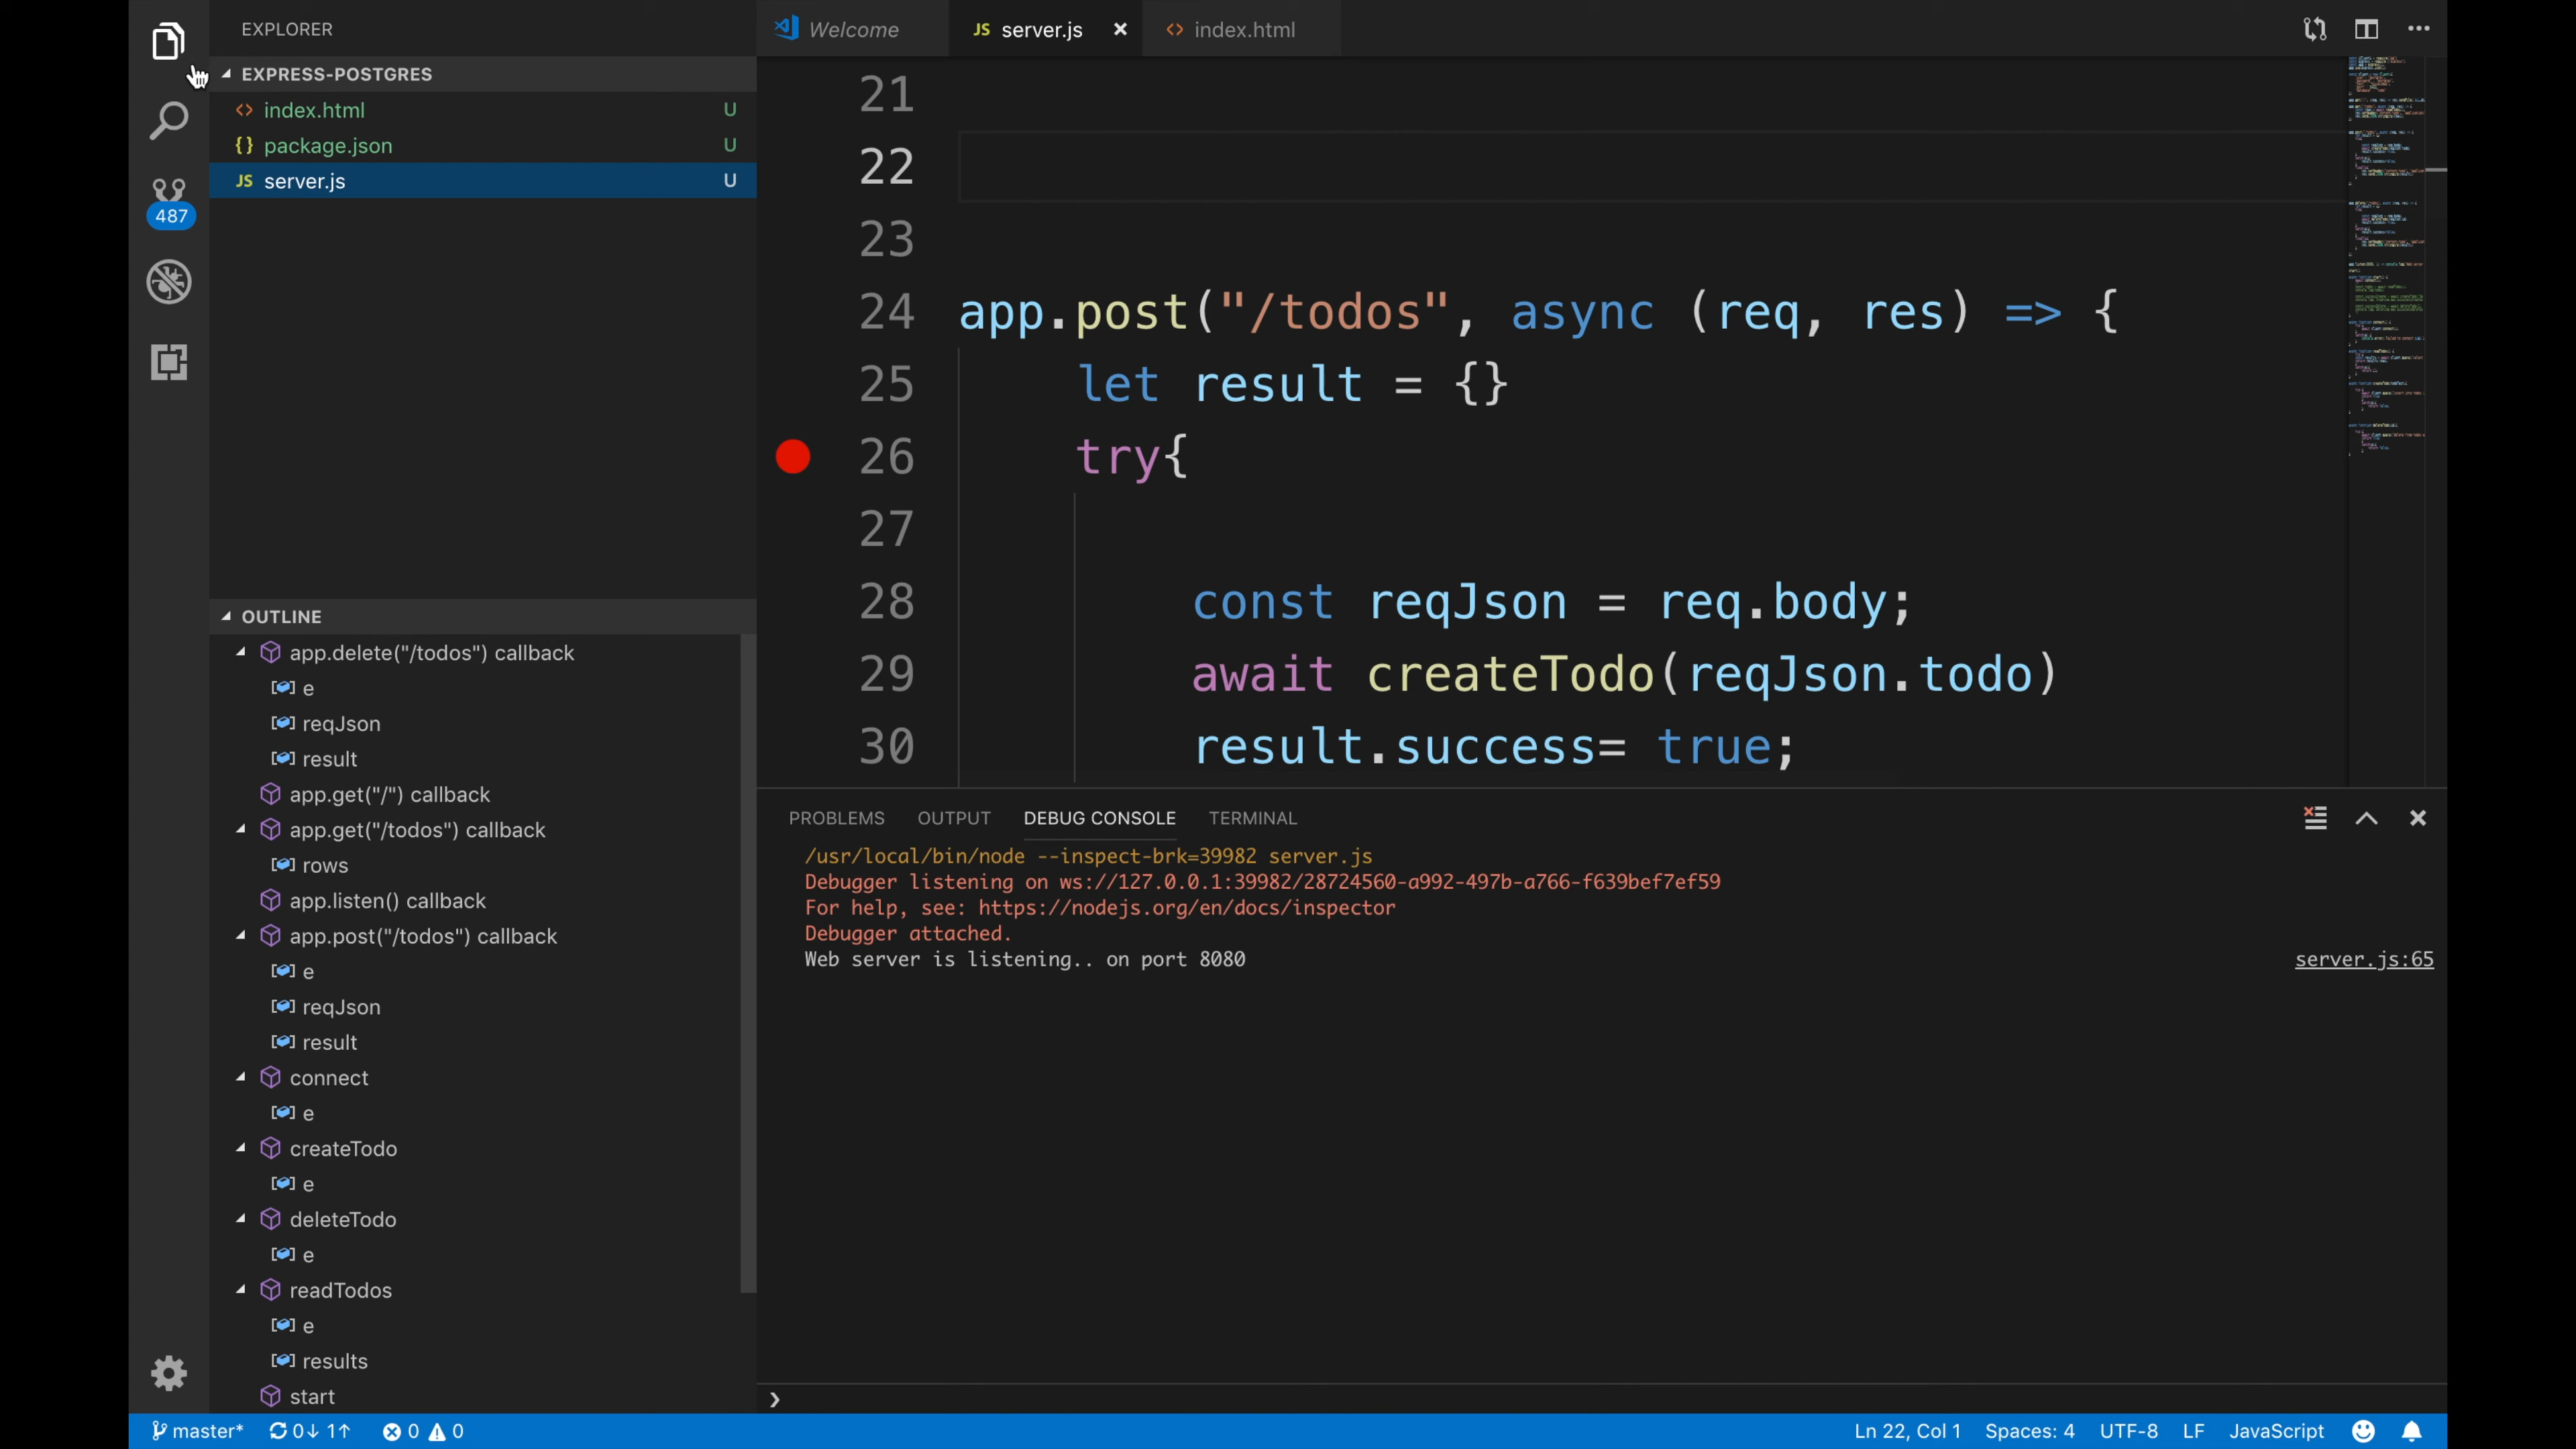 EXPLORER
EXPRESS-POSTGRES
<> index.html U
{} package.json U
JS server.js U
487
OUTLINE
app.delete("/todos") callback
e
reqJson
result
app.get("/") callback
app.get("/todos") callback
rows
app.listen() callback
app.post("/todos") callback
e
reqJson
result
connect
e
createTodo
e
deleteTodo
e
readTodos
e
results
start
Welcome
JS server.js ×
<> index.html
21
22
23
24 app.post("/todos", async (req, res) => {
25 let result = {}
26 try{
27
28 const reqJson = req.body;
29 await createTodo(reqJson.todo)
30 result.success= true;
PROBLEMS OUTPUT DEBUG CONSOLE TERMINAL
/usr/local/bin/node --inspect-brk=39982 server.js
Debugger listening on ws://127.0.0.1:39982/28724560-a992-497b-a766-f639bef7ef59
For help, see: https://nodejs.org/en/docs/inspector
Debugger attached.
Web server is listening.. on port 8080 server.js:65
master* 0↓ 1↑ 0 0 Ln 22, Col 1 Spaces: 4 UTF-8 LF JavaScript